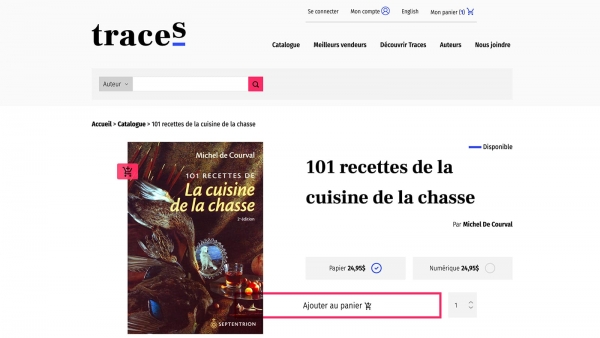 Se connecter Mon compte English Mon panier (1)
traces
Catalogue Meilleurs vendeurs Découvrir Traces Auteurs Nous joindre
Auteur
Accueil > Catalogue > 101 recettes de la cuisine de la chasse
Disponible
Michel de Courval
101 RECETTES DE
La cuisine
de la chasse
2e édition
SEPTENTRION
101 recettes de la
cuisine de la chasse
Par Michel De Courval
Papier 24,95$ Numérique 24,95$
Ajouter au panier 1